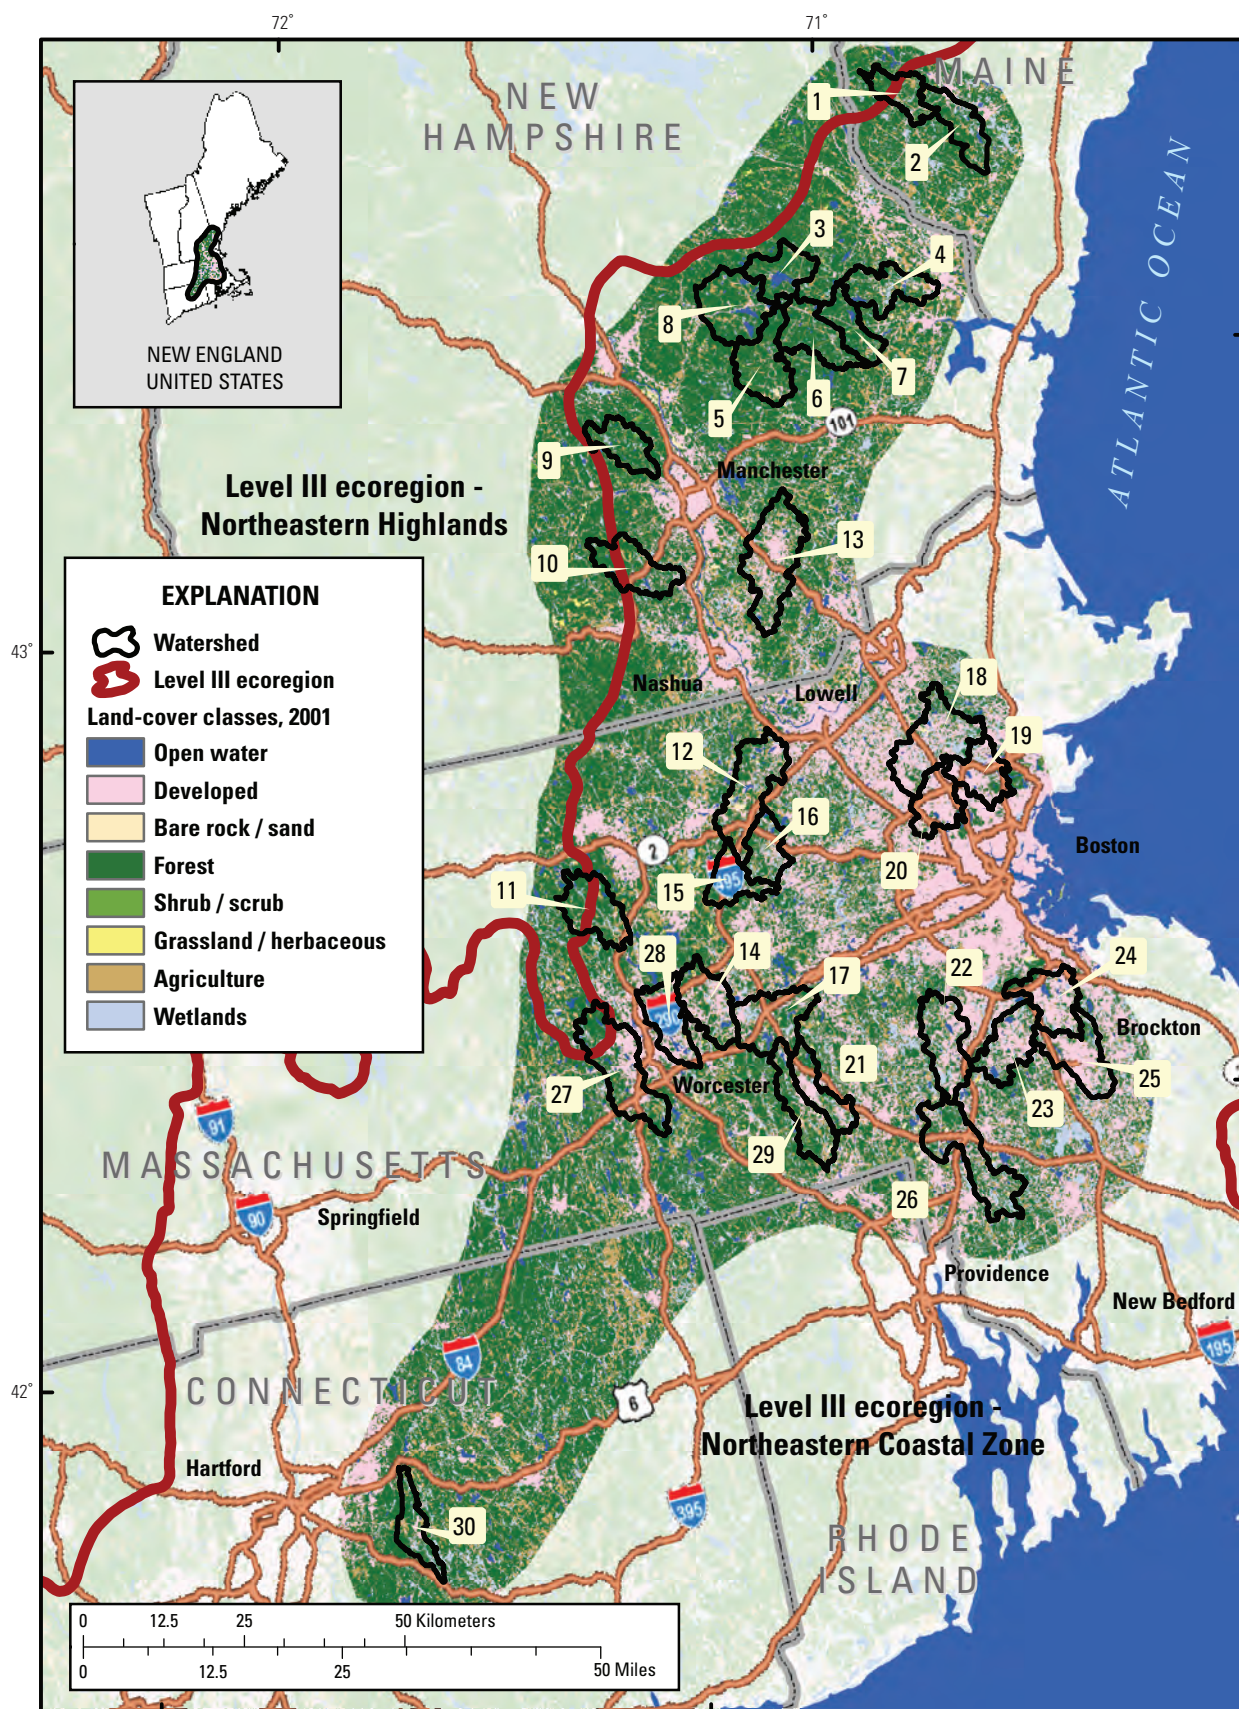 72°
71°
MAINE
NEW
HAMPSHIRE
1
2
ATLANTIC OCEAN
3
4
8
7
6
5
NEW ENGLAND
UNITED STATES
101
9
Manchester
Level III ecoregion -
Northeastern Highlands
10
13
EXPLANATION
Watershed
Level III ecoregion
Land-cover classes, 2001
Open water
Developed
Bare rock / sand
Forest
Shrub / scrub
Grassland / herbaceous
Agriculture
Wetlands
43°
Nashua
Lowell
18
19
12
16
2
20
Boston
15
495
11
28
14
22
24
17
290
Brockton
21
25
27
Worcester
23
29
91
MASSACHUSETTS
26
90
Springfield
Providence
New Bedford
195
84
42°
CONNECTICUT
6
Level III ecoregion -
Northeastern Coastal Zone
Hartford
395
30
RHODE
ISLAND
0 12.5 25 50 Kilometers
0 12.5 25 50 Miles